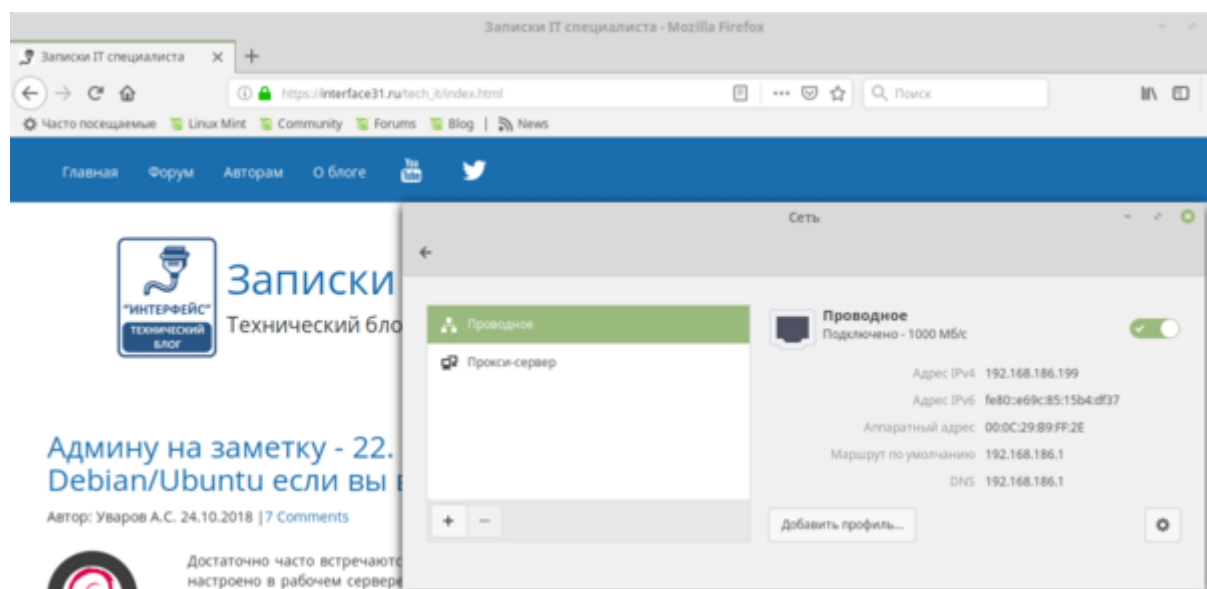 Записки IT специалиста - Mozilla Firefox
Записки IT специалиста
https://interface31.ru/tech_it/index.html
Поиск
Часто посещаемые Linux Mint Community Forums Blog | News
Главная Форум Авторам О блоге You Tube
Сеть
"ИНТЕРФЕЙС"
ТЕХНИЧЕСКИЙ
БЛОГ
Записки
Технический бло
Проводное
Прокси-сервер
Проводное
Подключено - 1000 Мб/с
Адрес IPv4 192.168.186.199
Адрес IPv6 fe80::e69c:85:15b4:df37
Аппаратный адрес 00:0C:29:B9:FF:2E
Маршрут по умолчанию 192.168.186.1
DNS 192.168.186.1
Добавить профиль...
Админу на заметку - 22.
Debian/Ubuntu если вы в
Автор: Уваров А.С. 24.10.2018 |7 Comments
Достаточно часто встречаютс
настроено в рабочем сервере